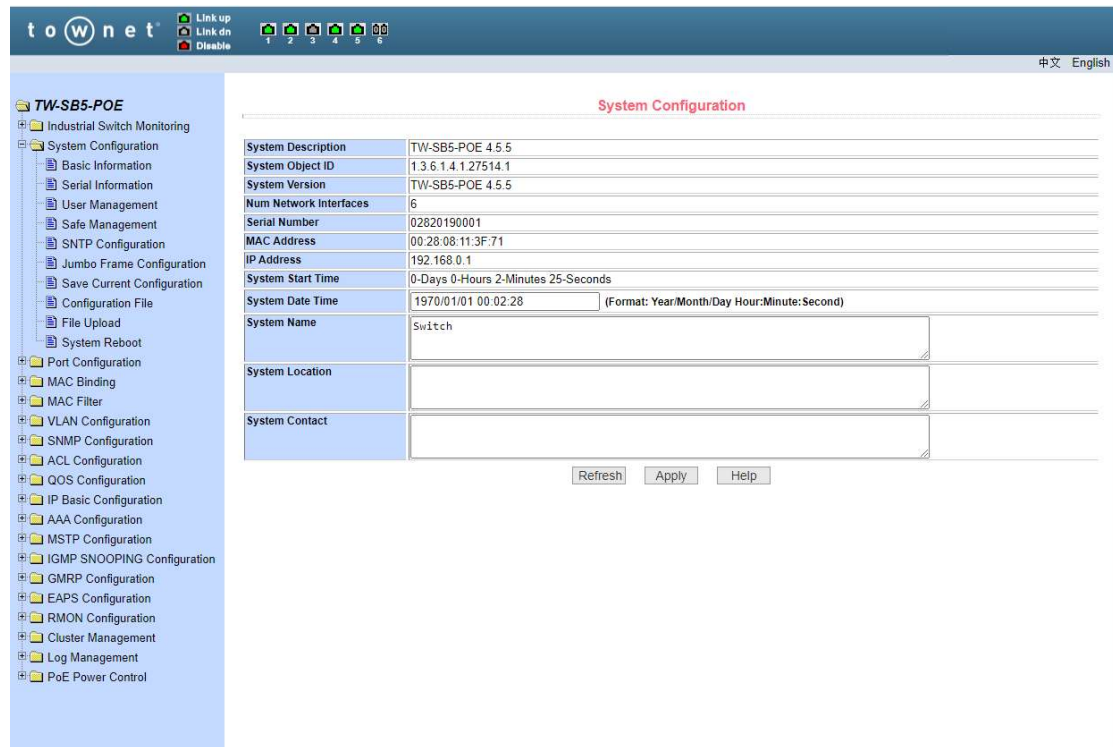 townet
Link up
Link dn
Disable
1 2 3 4 5 6
中文 English
TW-SB5-POE
Industrial Switch Monitoring
System Configuration
Basic Information
Serial Information
User Management
Safe Management
SNTP Configuration
Jumbo Frame Configuration
Save Current Configuration
Configuration File
File Upload
System Reboot
Port Configuration
MAC Binding
MAC Filter
VLAN Configuration
SNMP Configuration
ACL Configuration
QOS Configuration
IP Basic Configuration
AAA Configuration
MSTP Configuration
IGMP SNOOPING Configuration
GMRP Configuration
EAPS Configuration
RMON Configuration
Cluster Management
Log Management
PoE Power Control
System Configuration
System Description TW-SB5-POE 4.5.5
System Object ID 1.3.6.1.4.1.27514.1
System Version TW-SB5-POE 4.5.5
Num Network Interfaces 6
Serial Number 02820190001
MAC Address 00:28:08:11:3F:71
IP Address 192.168.0.1
System Start Time 0-Days 0-Hours 2-Minutes 25-Seconds
System Date Time 1970/01/01 00:02:28 (Format: Year/Month/Day Hour:Minute:Second)
System Name Switch
System Location
System Contact
Refresh Apply Help